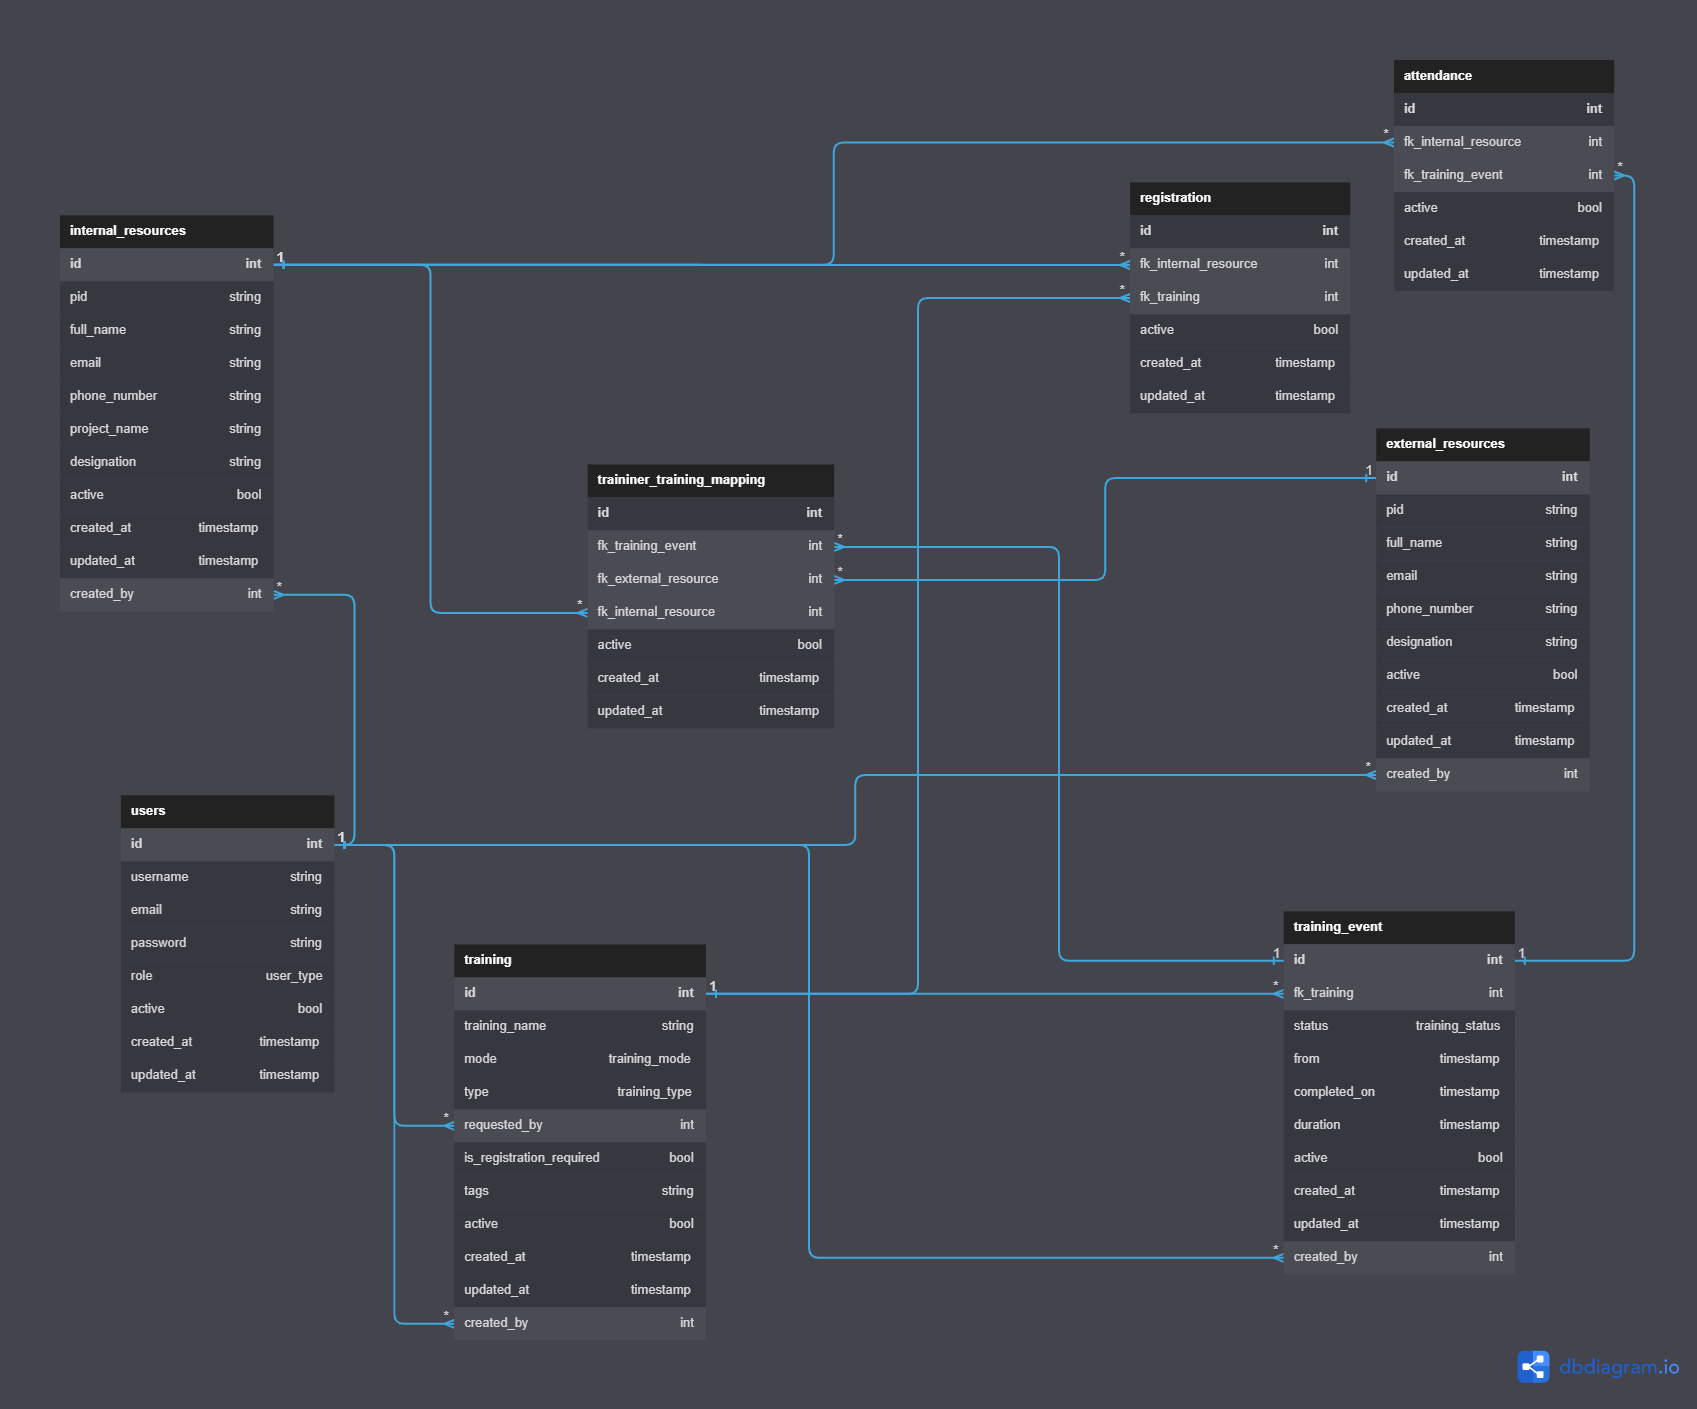 attendance
id int
* fk_internal_resource int
fk_training_event int *
active bool
created_at timestamp
updated_at timestamp
registration
id int
* fk_internal_resource int
* fk_training int
active bool
created_at timestamp
updated_at timestamp
internal_resources
id int 1
pid string
full_name string
email string
phone_number string
project_name string
designation string
active bool
created_at timestamp
updated_at timestamp
created_by int *
external_resources
1 id int
pid string
full_name string
email string
phone_number string
designation string
active bool
created_at timestamp
updated_at timestamp
* created_by int
traininer_training_mapping
id int
fk_training_event int *
fk_external_resource int *
* fk_internal_resource int
active bool
created_at timestamp
updated_at timestamp
users
id int 1
username string
email string
password string
role user_type
active bool
created_at timestamp
updated_at timestamp
training
id int 1
training_name string
mode training_mode
type training_type
* requested_by int
is_registration_required bool
tags string
active bool
created_at timestamp
updated_at timestamp
* created_by int
training_event
1 id int 1
* fk_training int
status training_status
from timestamp
completed_on timestamp
duration timestamp
active bool
created_at timestamp
updated_at timestamp
* created_by int
dbdiagram.io